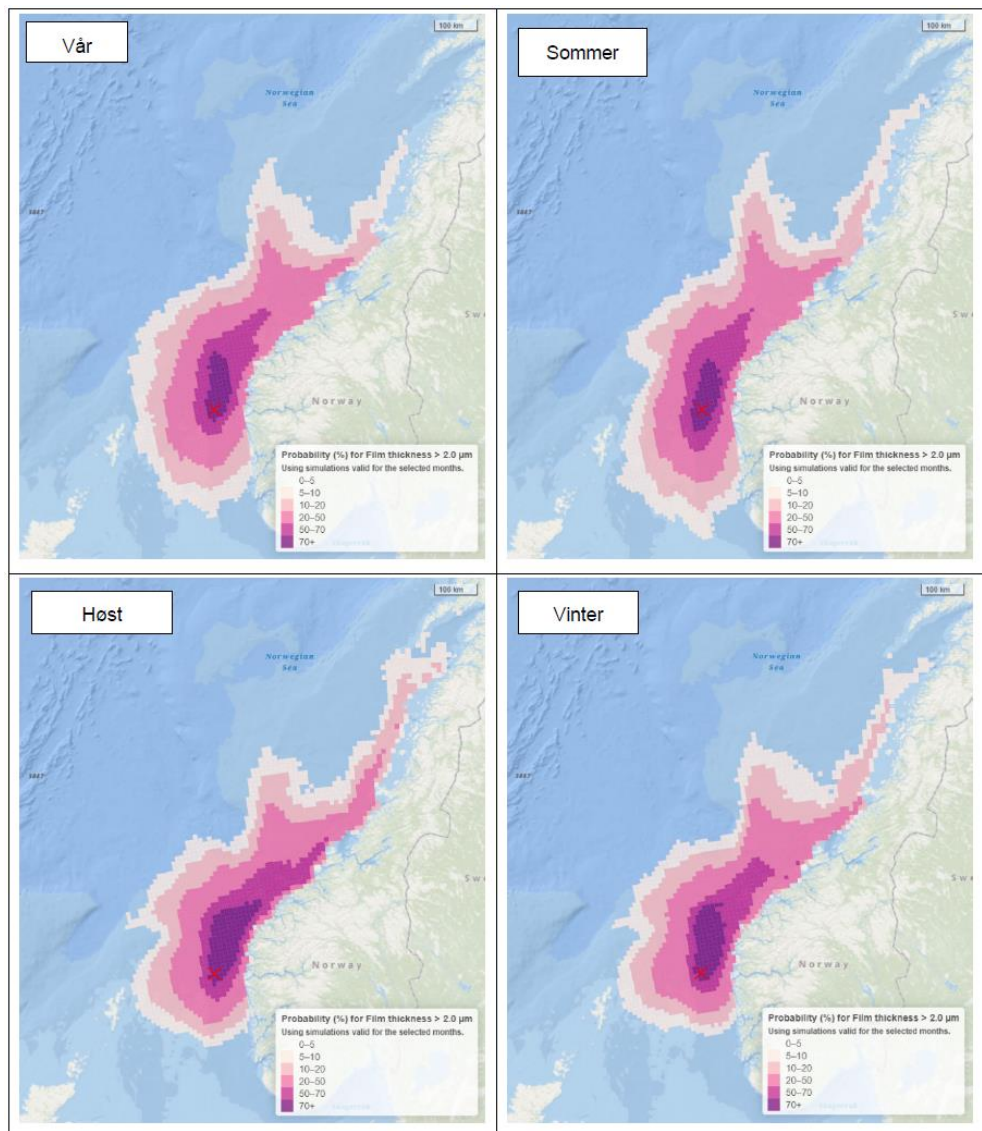 Vår
100 km
Norwegian
Sea
Norway
Probability (%) for Film thickness > 2.0 µm
Using simulations valid for the selected months.
0–5
5–10
10–20
20–50
50–70
70+
Sommer
100 km
Norwegian
Sea
Norway
Probability (%) for Film thickness > 2.0 µm
Using simulations valid for the selected months.
0–5
5–10
10–20
20–50
50–70
70+
Høst
100 km
Norwegian
Sea
Norway
Probability (%) for Film thickness > 2.0 µm
Using simulations valid for the selected months.
0–5
5–10
10–20
20–50
50–70
70+
Vinter
100 km
Norwegian
Sea
Norway
Probability (%) for Film thickness > 2.0 µm
Using simulations valid for the selected months.
0–5
5–10
10–20
20–50
50–70
70+